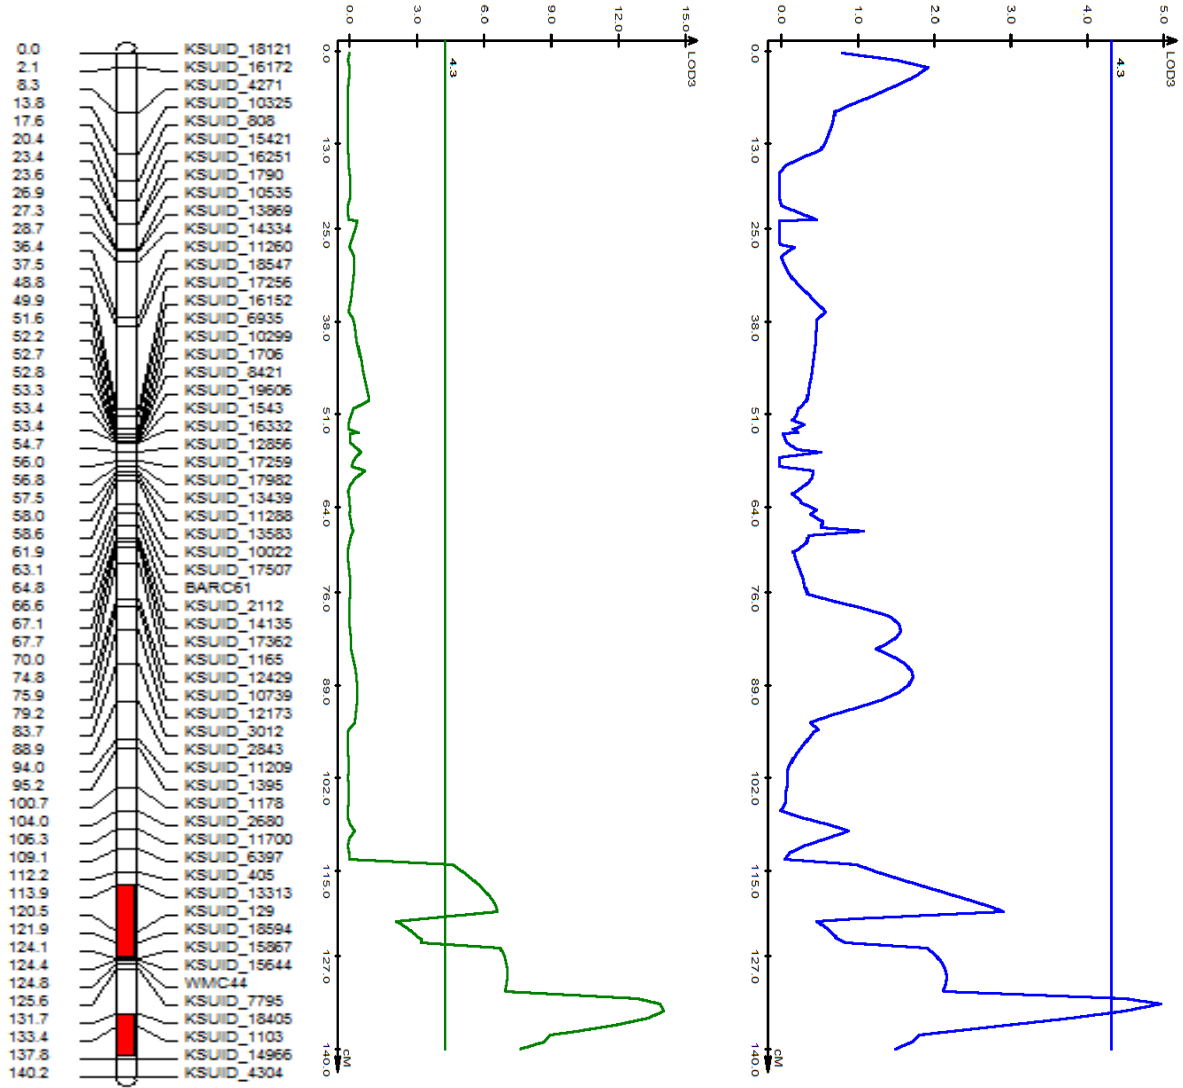 0.0 KSUID_18121
2.1 KSUID_16172
8.3 KSUID_4271
13.8 KSUID_10325
17.6 KSUID_808
20.4 KSUID_15421
23.4 KSUID_16251
23.6 KSUID_1790
26.9 KSUID_10535
27.3 KSUID_13869
28.7 KSUID_14334
36.4 KSUID_11260
37.5 KSUID_18547
48.8 KSUID_17256
49.9 KSUID_16152
51.6 KSUID_6935
52.2 KSUID_10299
52.7 KSUID_1706
52.8 KSUID_8421
53.3 KSUID_19606
53.4 KSUID_1543
53.4 KSUID_16332
54.7 KSUID_12856
56.0 KSUID_17259
56.8 KSUID_17982
57.5 KSUID_13439
58.0 KSUID_11288
58.6 KSUID_13583
61.9 KSUID_10022
63.1 KSUID_17507
64.8 BARC61
66.6 KSUID_2112
67.1 KSUID_14135
67.7 KSUID_17362
70.0 KSUID_1165
74.8 KSUID_12429
75.9 KSUID_10739
79.2 KSUID_12173
83.7 KSUID_3012
88.9 KSUID_2843
94.0 KSUID_11209
95.2 KSUID_1395
100.7 KSUID_1178
104.0 KSUID_2680
106.3 KSUID_11700
109.1 KSUID_6397
112.2 KSUID_405
113.9 KSUID_13313
120.5 KSUID_129
121.9 KSUID_18594
124.1 KSUID_15867
124.4 KSUID_15644
124.8 WMC44
125.6 KSUID_7795
131.7 KSUID_18405
133.4 KSUID_1103
137.8 KSUID_14966
140.2 KSUID_4304
0.0 3.0 6.0 9.0 12.0 15.0
LOD3
4.3
0.0
13.0
25.0
38.0
51.0
64.0
76.0
89.0
102.0
115.0
127.0
140.0
cM
0.0 1.0 2.0 3.0 4.0 5.0
LOD3
4.3
0.0
13.0
25.0
38.0
51.0
64.0
76.0
89.0
102.0
115.0
127.0
140.0
cM